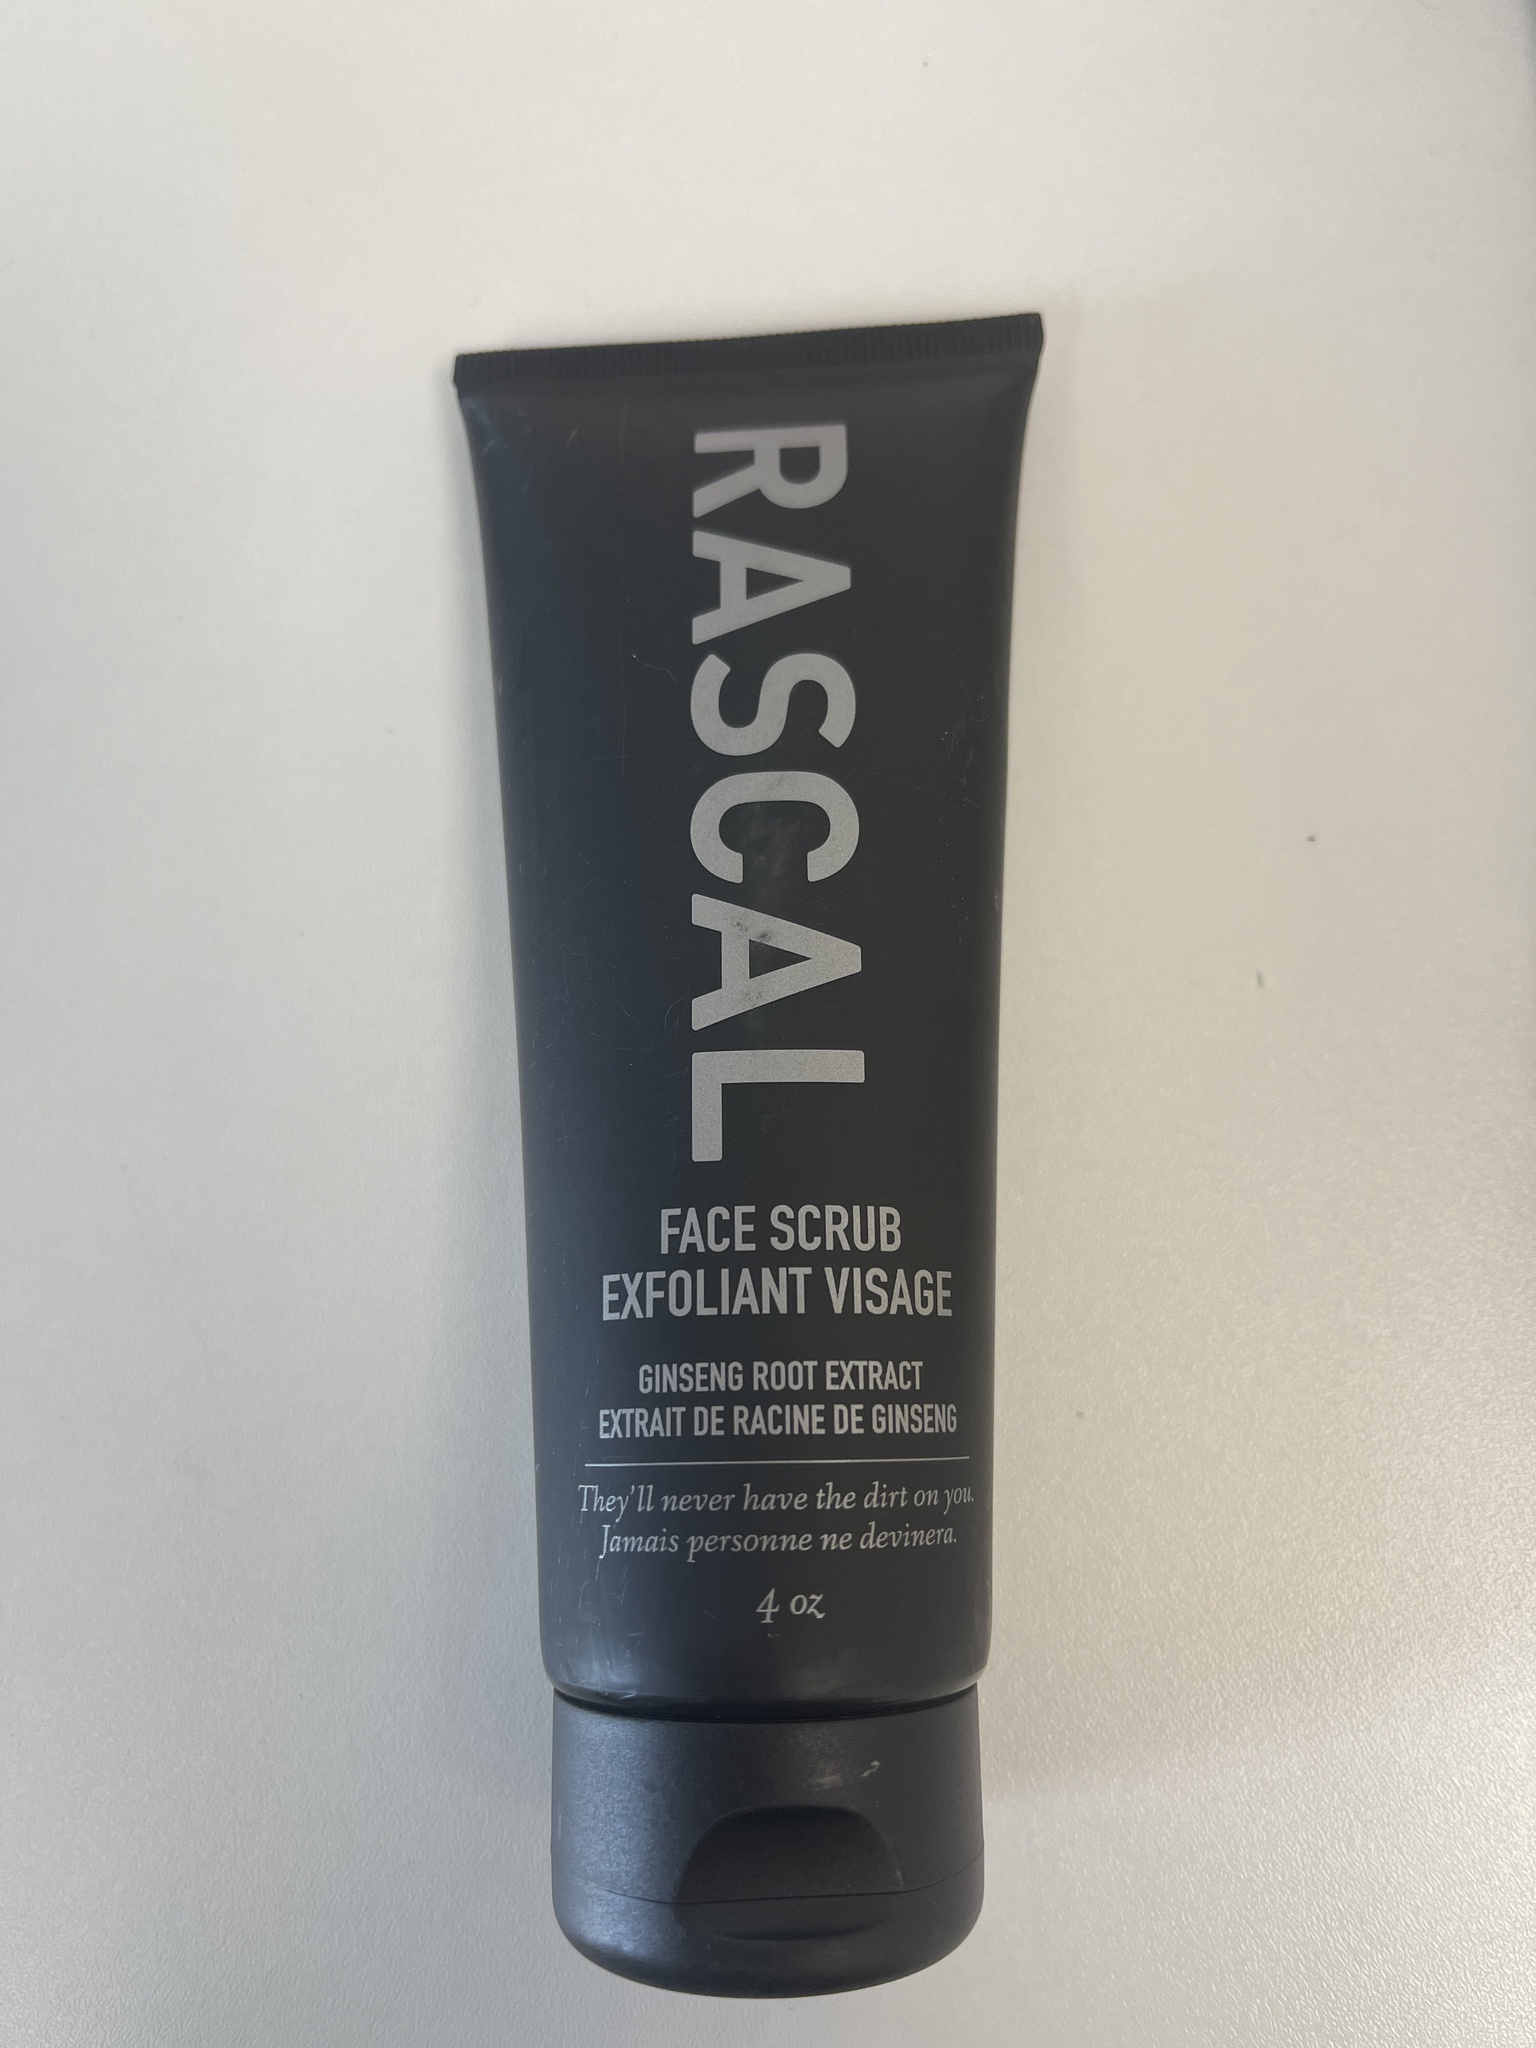 RASCAL
FACE SCRUB
EXFOLIANT VISAGE
GINSENG ROOT EXTRACT
EXTRAIT DE RACINE DE GINSENG
They'll never have the dirt on you.
Jamais personne ne devinera.
4 oz